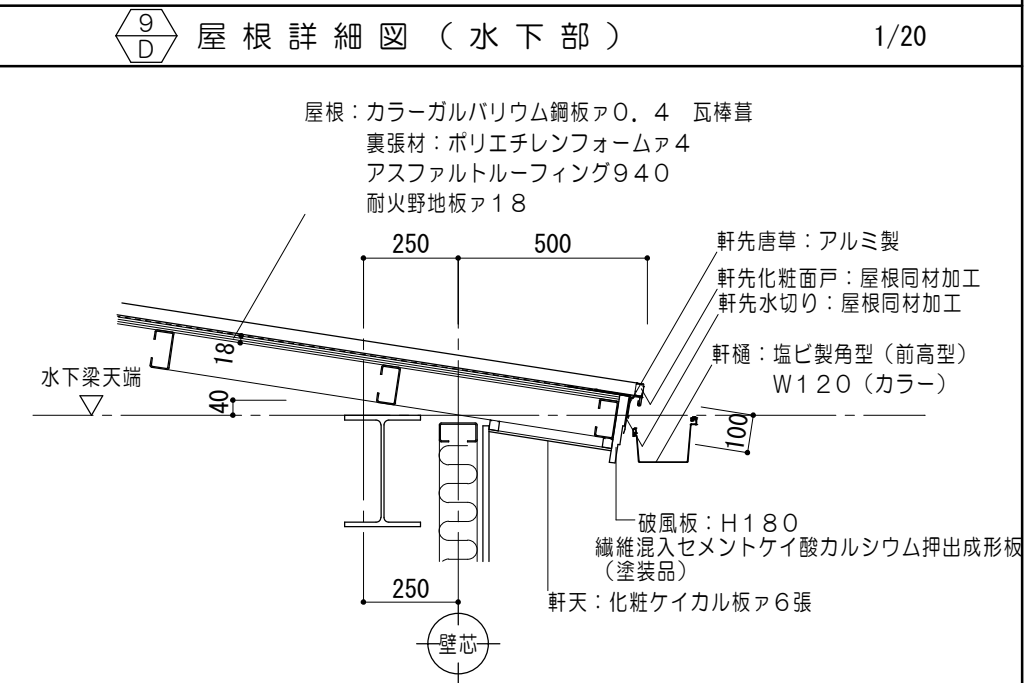 9
D
屋根詳細図（水下部）
1/20
屋根：カラーガルバリウム鋼板ァ0．4　瓦棒葺
裏張材：ポリエチレンフォームァ4
アスファルトルーフィング940
耐火野地板ァ18
250
500
軒先唐草：アルミ製
軒先化粧面戸：屋根同材加工
軒先水切り：屋根同材加工
軒樋：塩ビ製角型（前高型）
W120（カラー）
水下梁天端
18
40
100
破風板：H180
繊維混入セメントケイ酸カルシウム押出成形板
（塗装品）
250
軒天：化粧ケイカル板ァ6張
壁芯